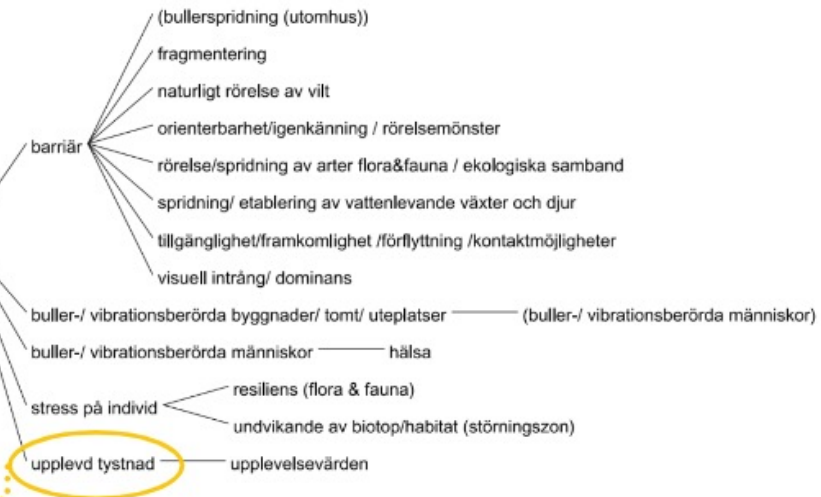 (bullerspridning (utomhus))
fragmentering
naturligt rörelse av vilt
orienterbarhet/igenkänning / rörelsemönster
barriär
rörelse/spridning av arter flora&fauna / ekologiska samband
spridning/ etablering av vattenlevande växter och djur
tillgänglighet/framkomlighet /förflyttning /kontaktmöjligheter
visuell intrång/ dominans
buller-/ vibrationsberörda byggnader/ tomt/ uteplatser (buller-/ vibrationsberörda människor)
buller-/ vibrationsberörda människor hälsa
resiliens (flora & fauna)
stress på individ
undvikande av biotop/habitat (störningszon)
upplevd tystnad upplevelsevärden